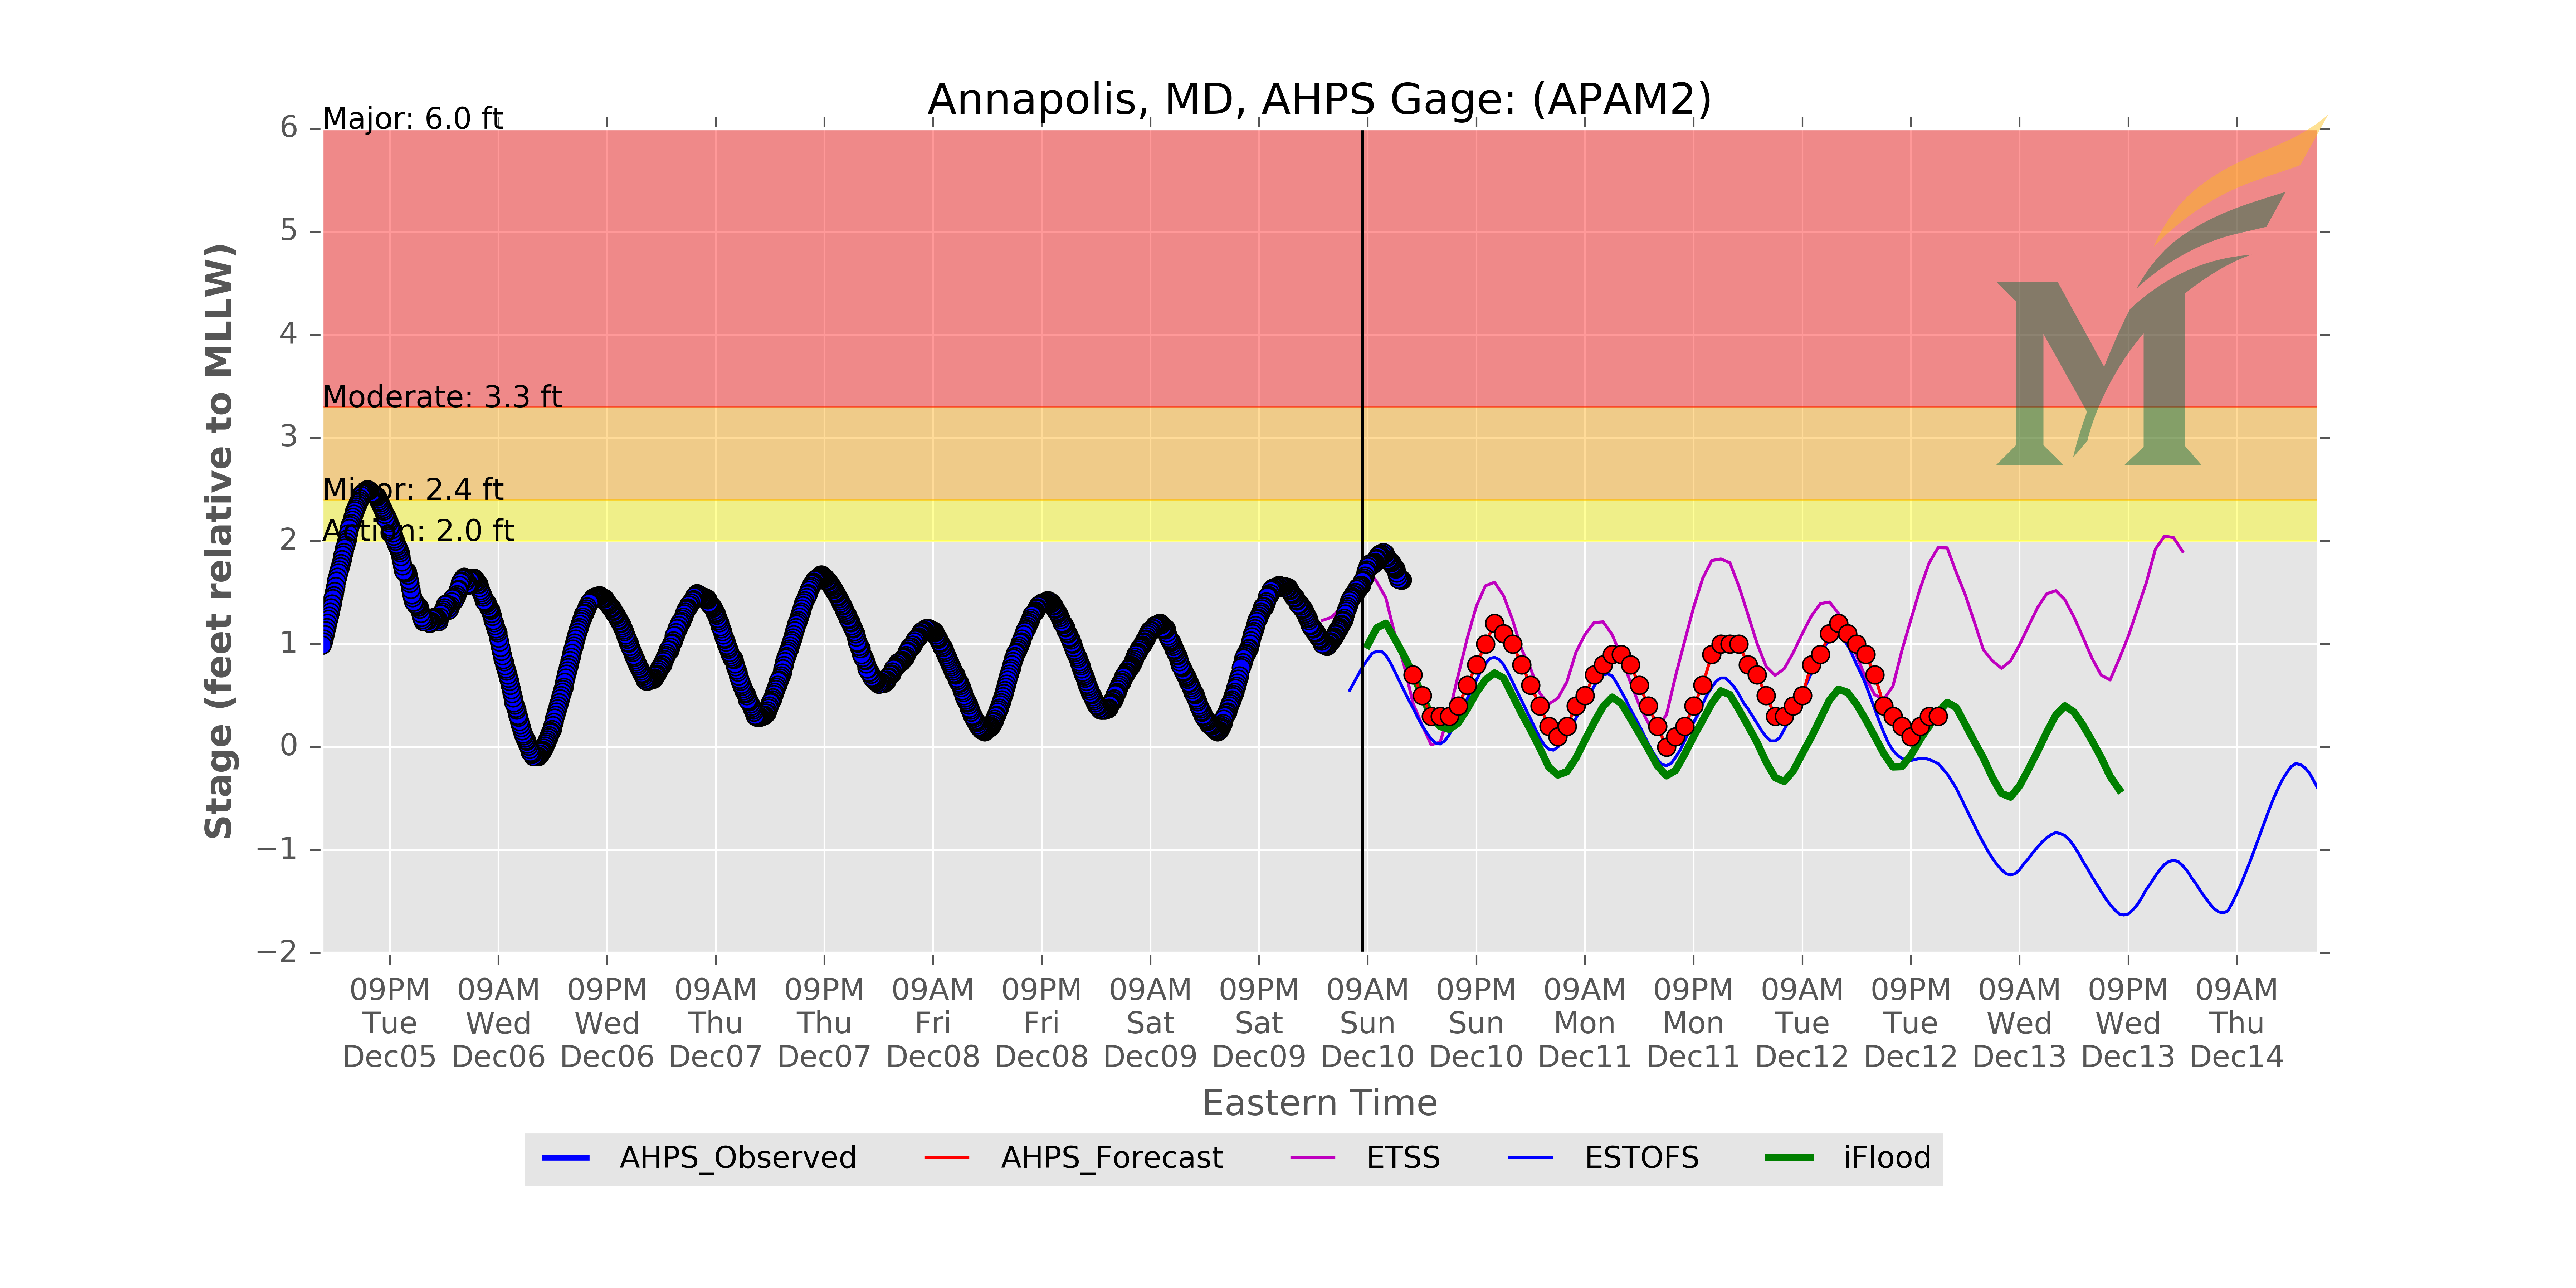 Annapolis, MD, AHPS Gage: (APAM2)
Major: 6.0 ft
Moderate: 3.3 ft
Minor: 2.4 ft
Action: 2.0 ft
Stage (feet relative to MLLW)
6
5
4
3
2
1
0
−1
−2
09PM 09AM 09PM 09AM 09PM 09AM 09PM 09AM 09PM 09AM 09PM 09AM 09PM 09AM 09PM 09AM 09PM 09AM
Tue Wed Wed Thu Thu Fri Fri Sat Sat Sun Sun Mon Mon Tue Tue Wed Wed Thu
Dec05 Dec06 Dec06 Dec07 Dec07 Dec08 Dec08 Dec09 Dec09 Dec10 Dec10 Dec11 Dec11 Dec12 Dec12 Dec13 Dec13 Dec14
Eastern Time
AHPS_Observed AHPS_Forecast ETSS ESTOFS iFlood
M